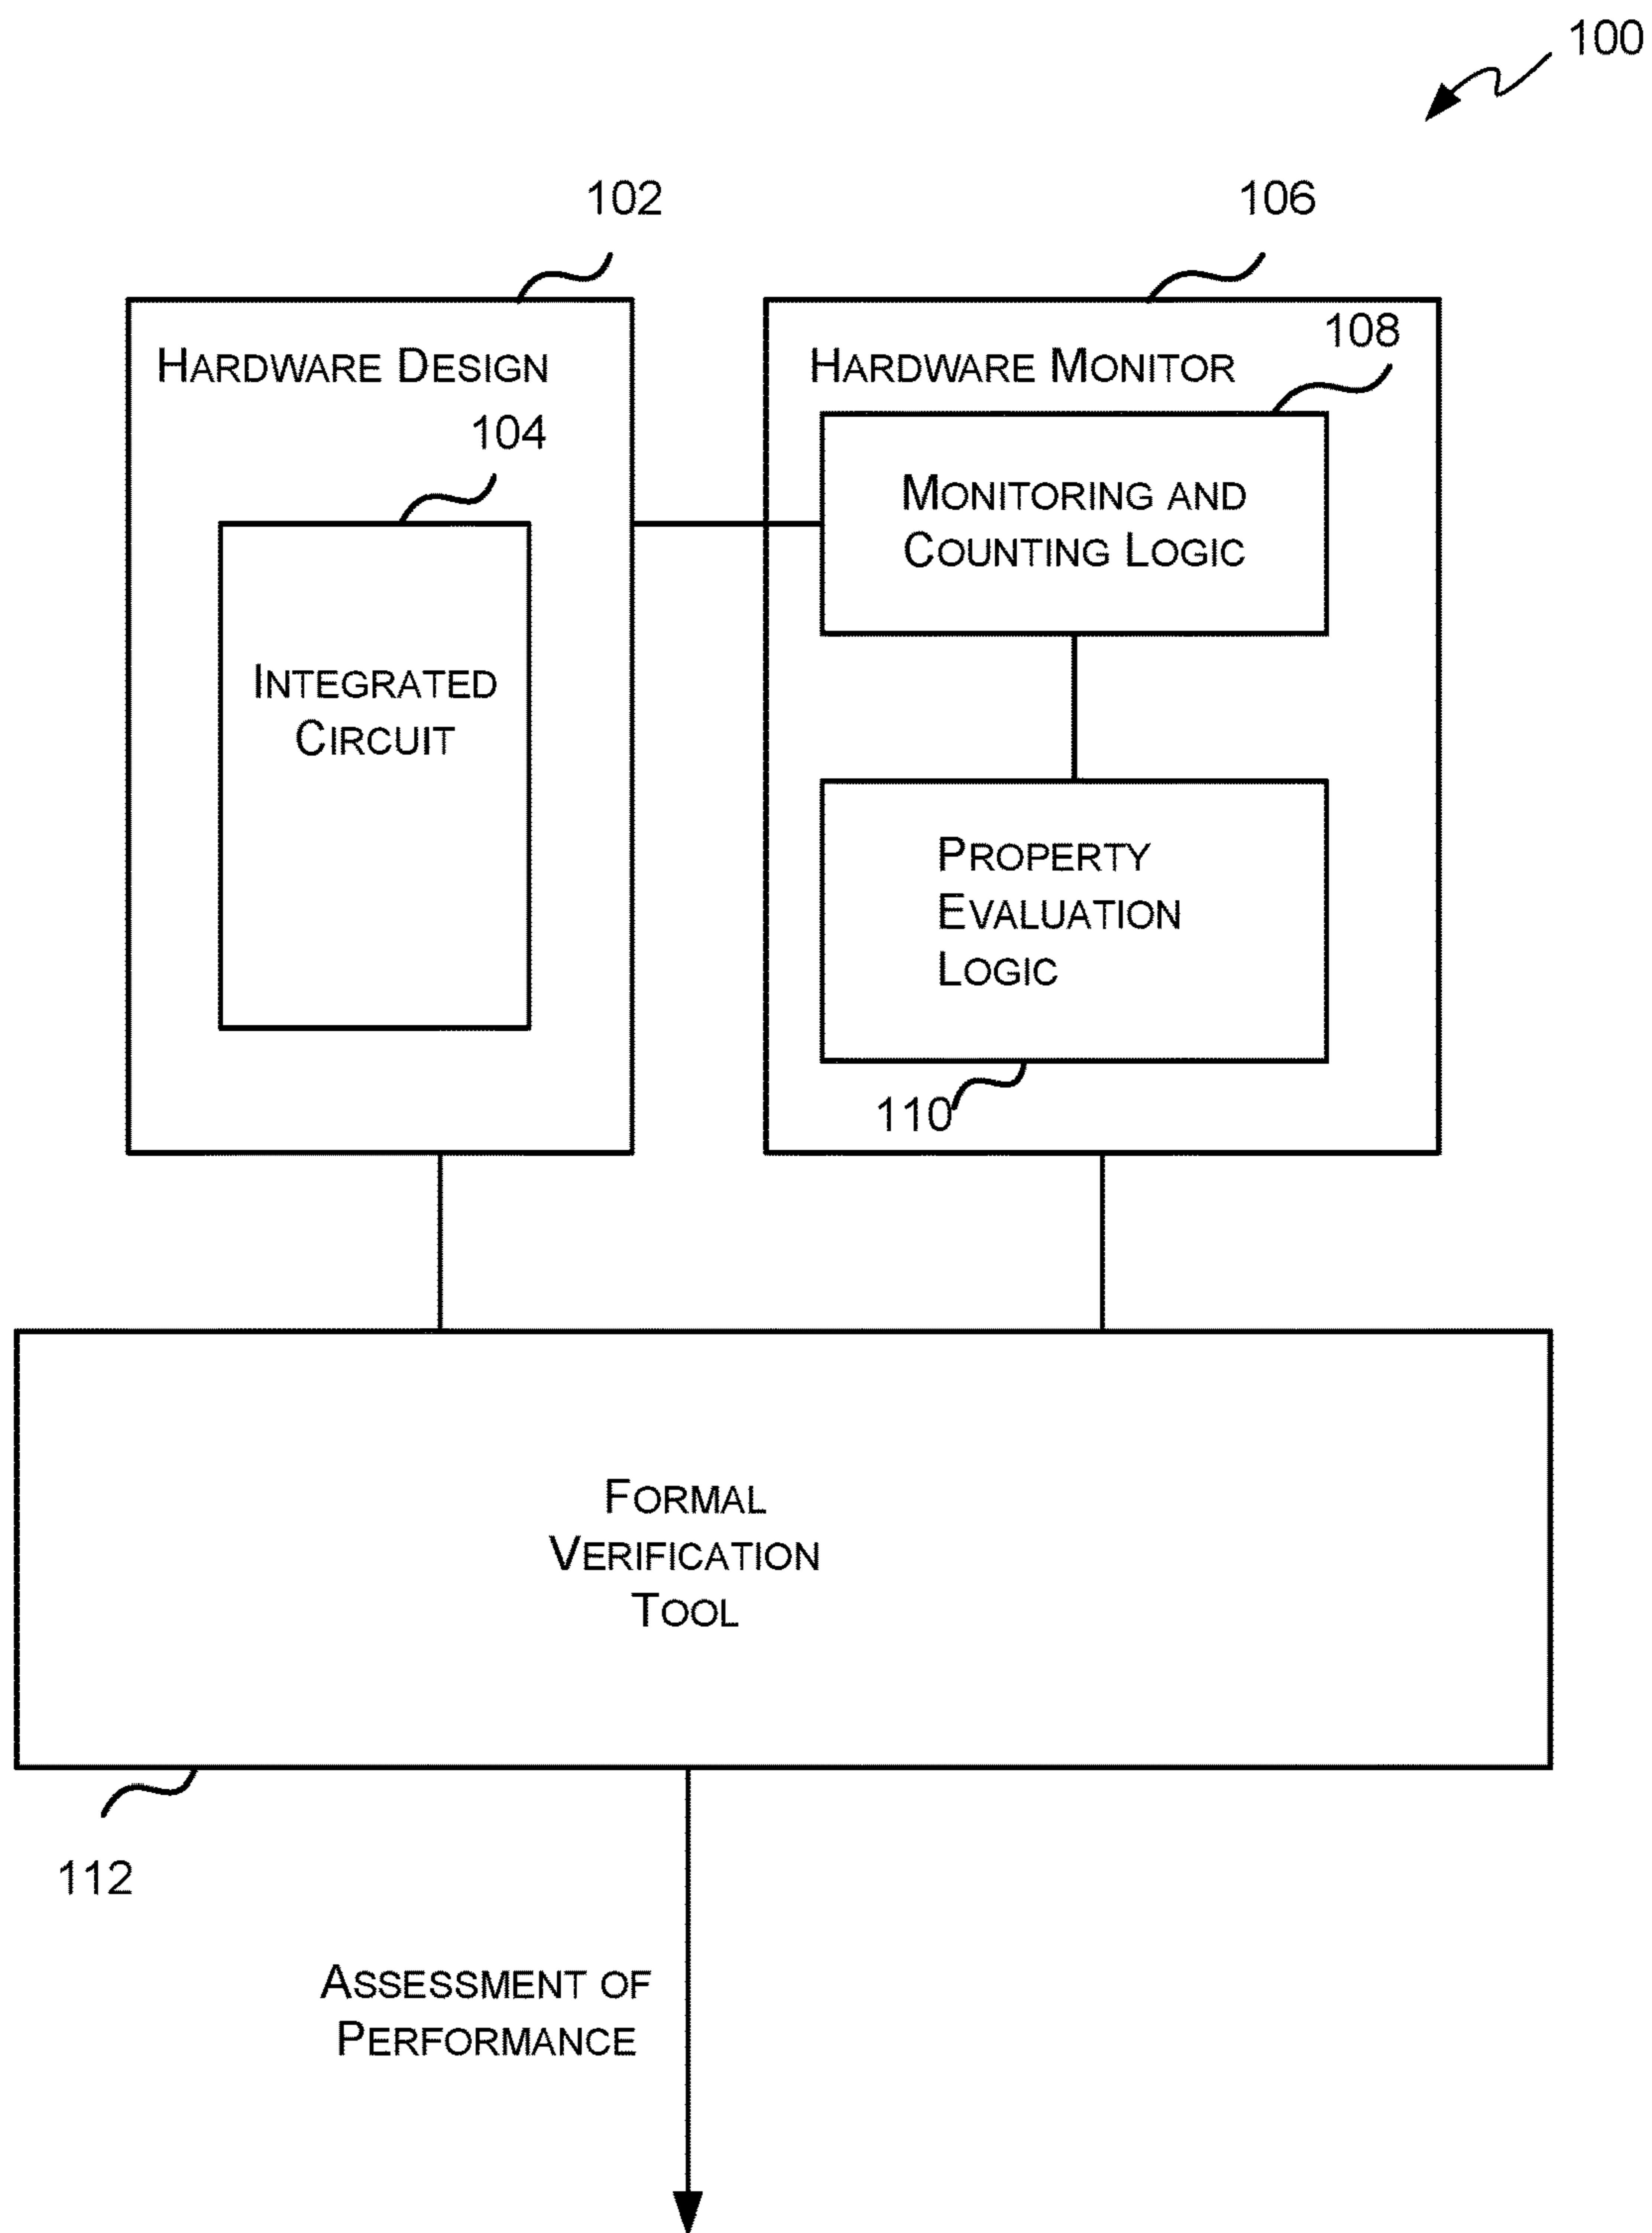 100
102
106
HARDWARE DESIGN
HARDWARE MONITOR
108
104
MONITORING AND
COUNTING LOGIC
INTEGRATED
CIRCUIT
PROPERTY
EVALUATION
LOGIC
110
FORMAL
VERIFICATION
TOOL
112
ASSESSMENT OF
PERFORMANCE